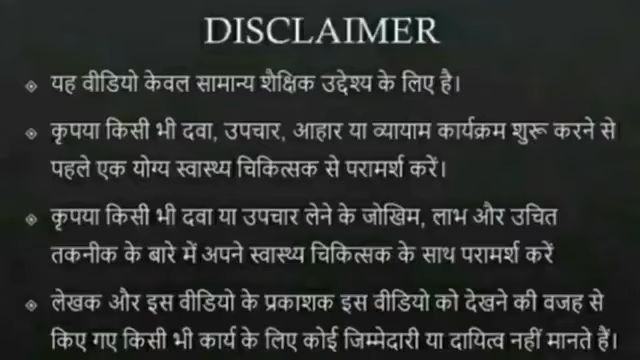 DISCLAIMER
यह वीडियो केवल सामान्य शैक्षिक उद्देश्य के लिए है।
कृपया किसी भी दवा, उपचार, आहार या व्यायाम कार्यक्रम शुरू करने से
पहले एक योग्य स्वास्थ्य चिकित्सक से परामर्श करें।
कृपया किसी भी दवा या उपचार लेने के जोखिम, लाभ और उचित
तकनीक के बारे में अपने स्वास्थ्य चिकित्सक के साथ परामर्श करें
लेखक और इस वीडियो के प्रकाशक इस वीडियो को देखने की वजह से
किए गए किसी भी कार्य के लिए कोई जिम्मेदारी या दायित्व नहीं मानते हैं।